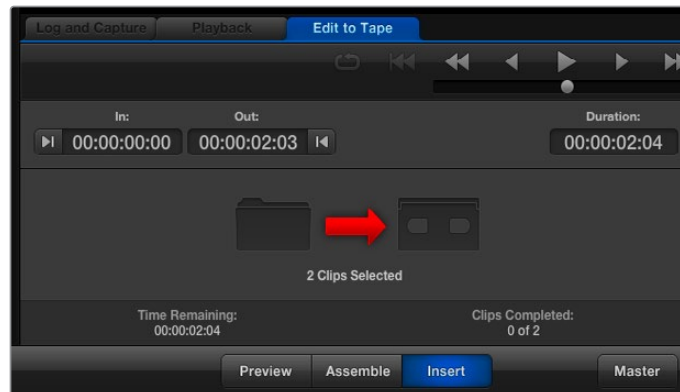 Log and Capture Playback Edit to Tape
In: Out: Duration:
00:00:00:00 00:00:02:03 00:00:02:04
2 Clips Selected
Time Remaining: Clips Completed:
00:00:02:04 0 of 2
Preview Assemble Insert Master